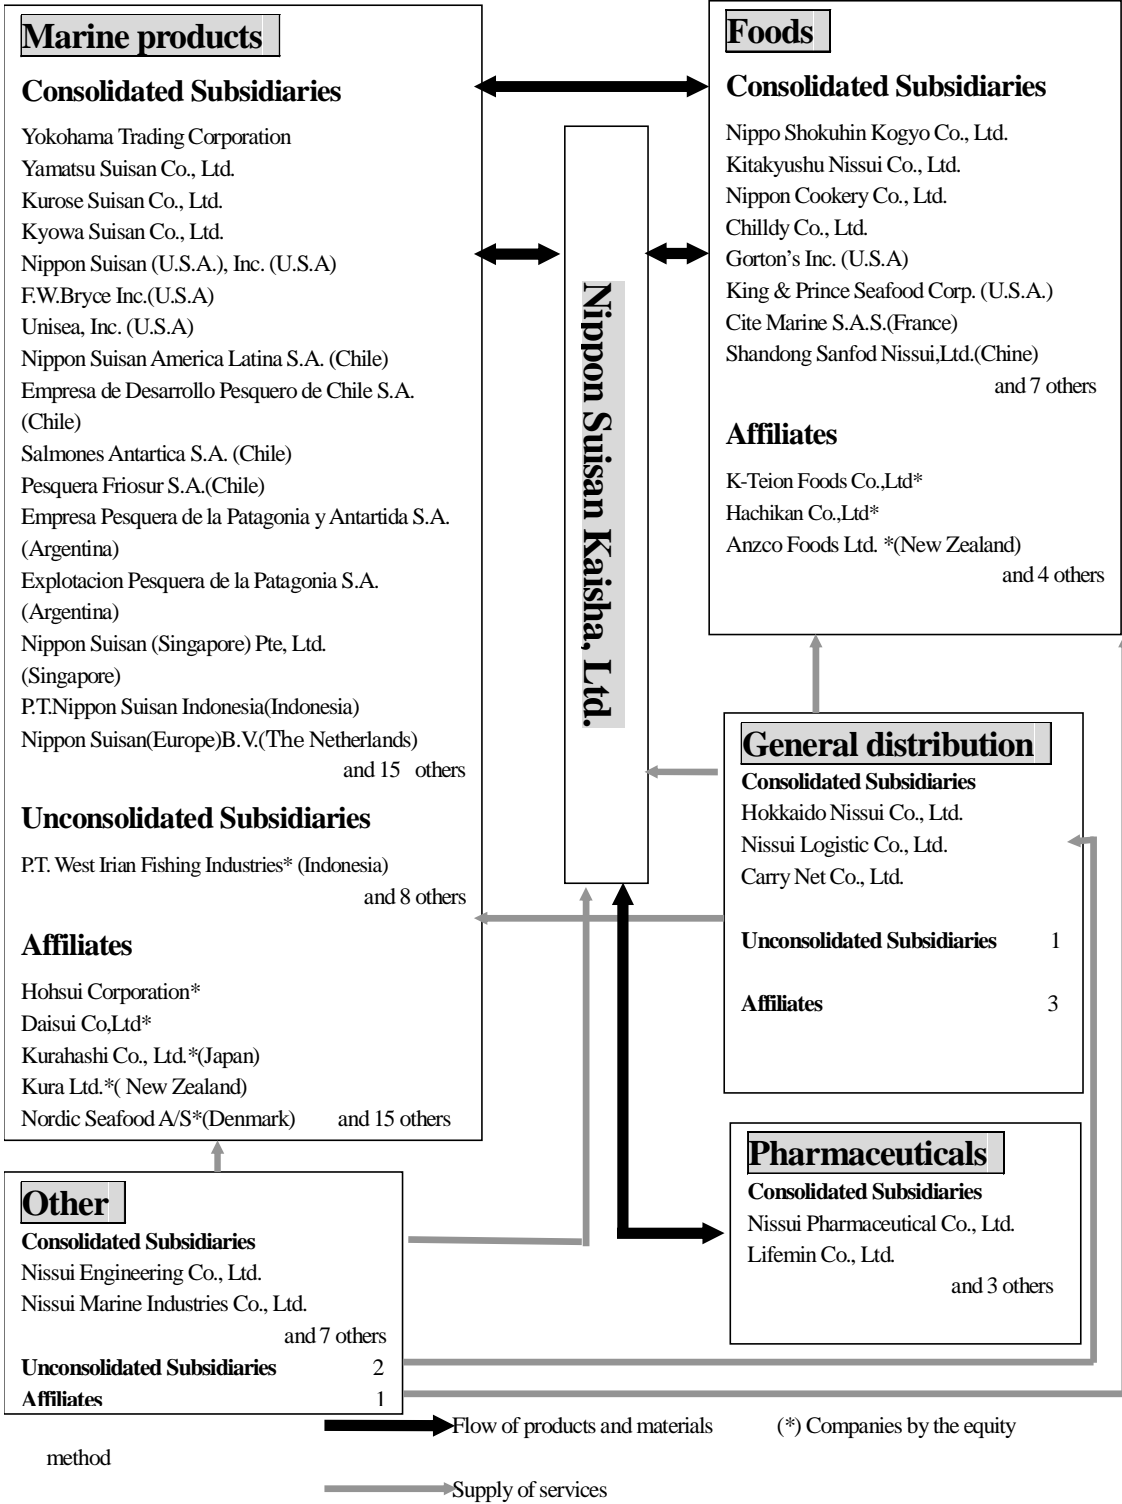 Marine products
Consolidated Subsidiaries
Yokohama Trading Corporation
Yamatsu Suisan Co., Ltd.
Kurose Suisan Co., Ltd.
Kyowa Suisan Co., Ltd.
Nippon Suisan (U.S.A.), Inc. (U.S.A)
F.W.Bryce Inc.(U.S.A)
Unisea, Inc. (U.S.A)
Nippon Suisan America Latina S.A. (Chile)
Empresa de Desarrollo Pesquero de Chile S.A.
(Chile)
Salmones Antartica S.A. (Chile)
Pesquera Friosur S.A.(Chile)
Empresa Pesquera de la Patagonia y Antartida S.A.
(Argentina)
Explotacion Pesquera de la Patagonia S.A.
(Argentina)
Nippon Suisan (Singapore) Pte, Ltd.
(Singapore)
P.T.Nippon Suisan Indonesia(Indonesia)
Nippon Suisan(Europe)B.V.(The Netherlands)
and 15 others
Unconsolidated Subsidiaries
P.T. West Irian Fishing Industries* (Indonesia)
and 8 others
Affiliates
Hohsui Corporation*
Daisui Co,Ltd*
Kurahashi Co., Ltd.*(Japan)
Kura Ltd.*( New Zealand)
Nordic Seafood A/S*(Denmark) and 15 others
Nippon Suisan Kaisha, Ltd.
Foods
Consolidated Subsidiaries
Nippo Shokuhin Kogyo Co., Ltd.
Kitakyushu Nissui Co., Ltd.
Nippon Cookery Co., Ltd.
Chilldy Co., Ltd.
Gorton's Inc. (U.S.A)
King & Prince Seafood Corp. (U.S.A.)
Cite Marine S.A.S.(France)
Shandong Sanfod Nissui,Ltd.(Chine)
and 7 others
Affiliates
K-Teion Foods Co.,Ltd*
Hachikan Co.,Ltd*
Anzco Foods Ltd. *(New Zealand)
and 4 others
General distribution
Consolidated Subsidiaries
Hokkaido Nissui Co., Ltd.
Nissui Logistic Co., Ltd.
Carry Net Co., Ltd.
Unconsolidated Subsidiaries 1
Affiliates 3
Pharmaceuticals
Consolidated Subsidiaries
Nissui Pharmaceutical Co., Ltd.
Lifemin Co., Ltd.
and 3 others
Other
Consolidated Subsidiaries
Nissui Engineering Co., Ltd.
Nissui Marine Industries Co., Ltd.
and 7 others
Unconsolidated Subsidiaries 2
Affiliates 1
Flow of products and materials (*) Companies by the equity
method
Supply of services